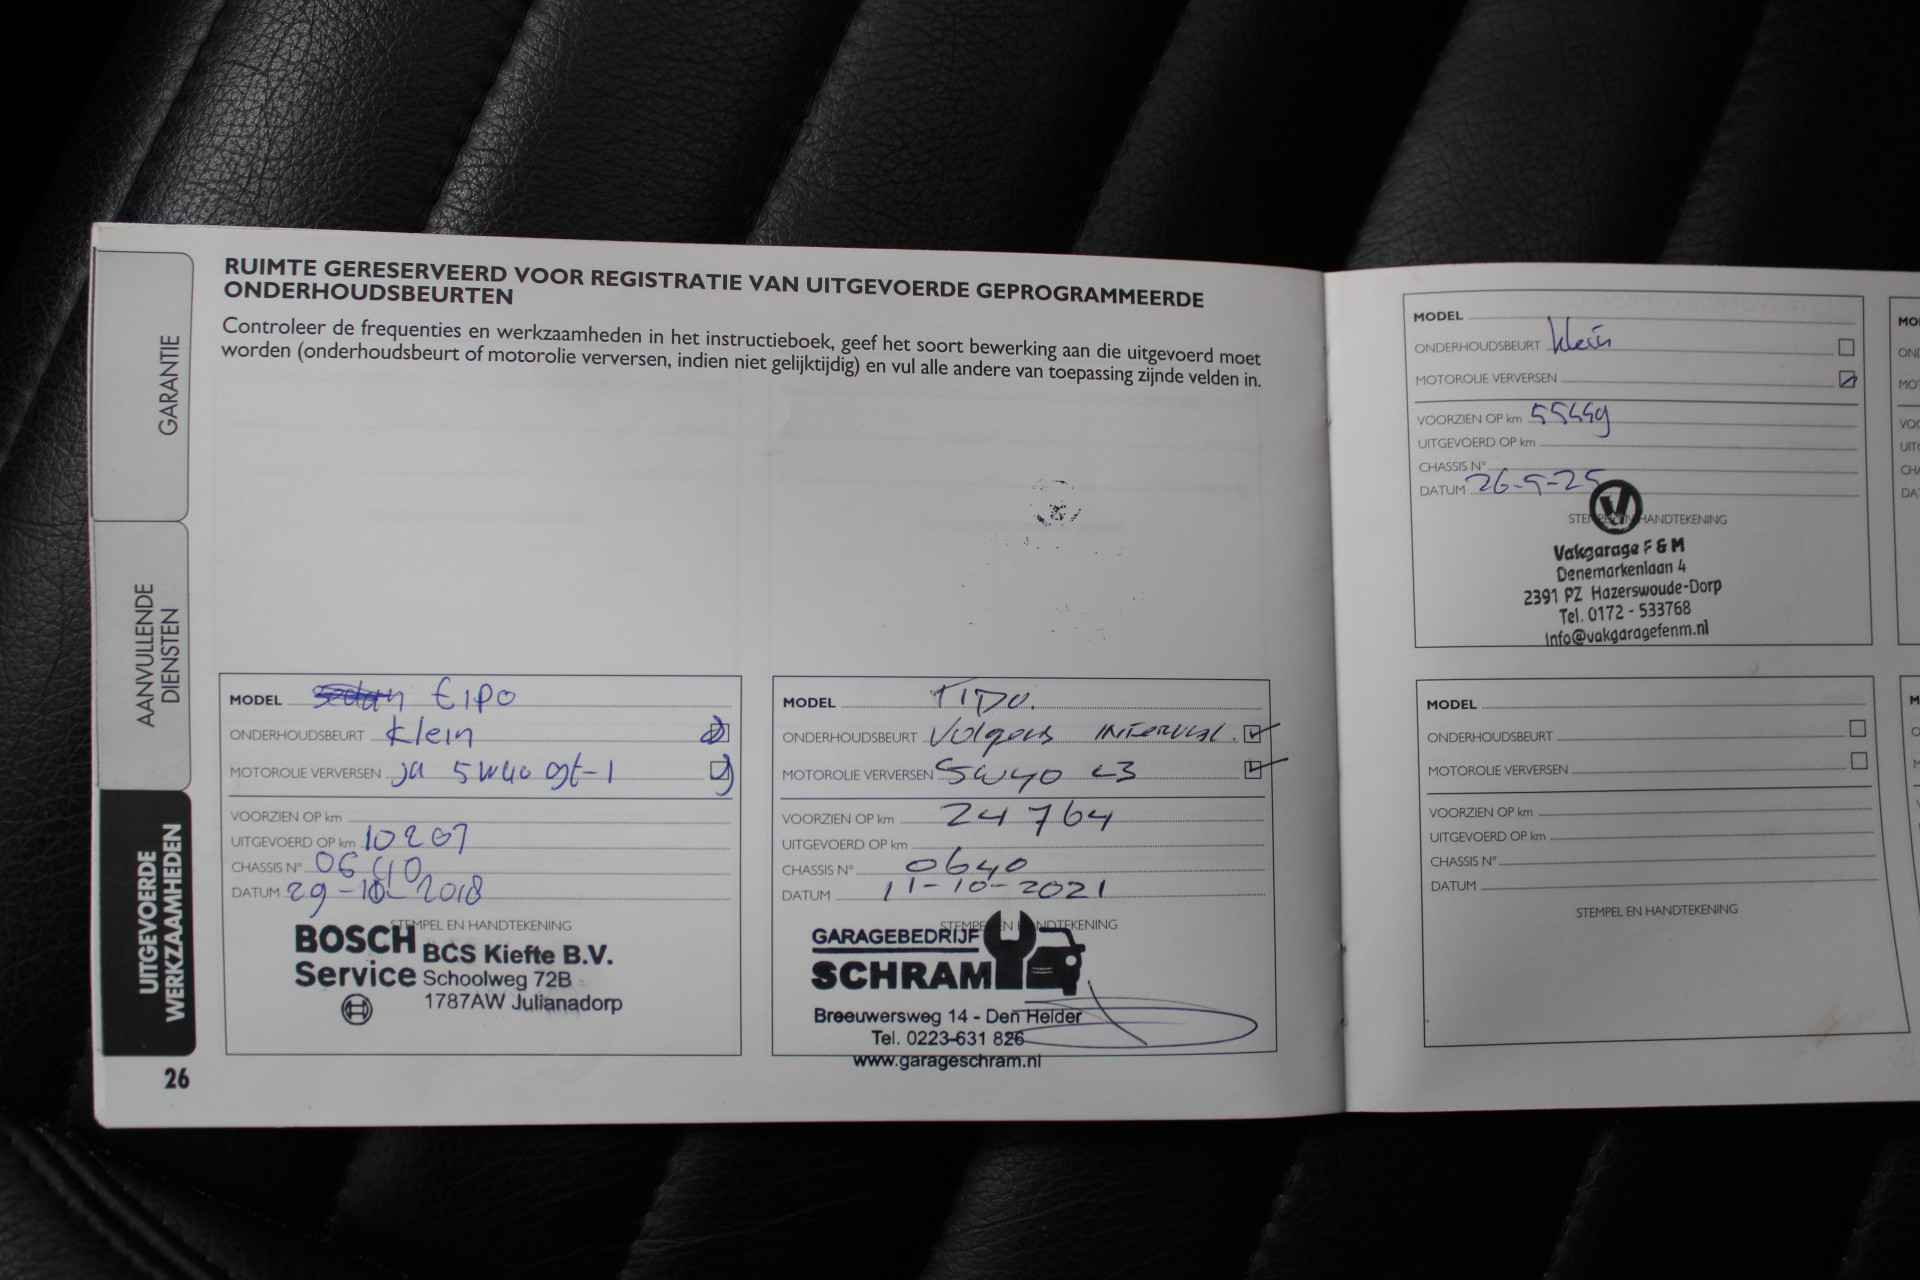 GARANTIE
AANVULLENDE
DIENSTEN
UITGEVOERDE
WERKZAAMHEDEN
RUIMTE GERESERVEERD VOOR REGISTRATIE VAN UITGEVOERDE GEPROGRAMMEERDE
ONDERHOUDSBEURTEN
Controleer de frequenties en werkzaamheden in het instructieboek, geef het soort bewerking aan die uitgevoerd moet
worden (onderhoudsbeurt of motorolie verversen, indien niet gelijktijdig) en vul alle andere van toepassing zijnde velden in.
MODEL sedan Tipo
ONDERHOUDSBEURT Klein
MOTOROLIE VERVERSEN ja 5W40 gt-1
VOORZIEN OP km
UITGEVOERD OP km 10207
CHASSIS N° 0640
DATUM 29-10-2018
STEMPEL EN HANDTEKENING
BOSCH
Service
BCS Kiefte B.V.
Schoolweg 72B
1787AW Julianadorp
26
MODEL TIPO.
ONDERHOUDSBEURT Volgens INTERVAL.
MOTOROLIE VERVERSEN 5W40 C3
VOORZIEN OP km 24764
UITGEVOERD OP km
CHASSIS N° 0640
DATUM 11-10-2021
STEMPEL EN HANDTEKENING
GARAGEBEDRIJF
SCHRAM
Breeuwersweg 14 - Den Helder
Tel. 0223-631 826
www.garageschram.nl
MODEL
ONDERHOUDSBEURT klein
MOTOROLIE VERVERSEN
VOORZIEN OP km 55449
UITGEVOERD OP km
CHASSIS N°
DATUM 26-5-25
STEMPEL EN HANDTEKENING
Vakgarage F & M
Denemarkenlaan 4
2391 PZ Hazerswoude-Dorp
Tel. 0172 - 533768
info@vakgaragefenm.nl
MODEL
ONDERHOUDSBEURT
MOTOROLIE VERVERSEN
VOORZIEN OP km
UITGEVOERD OP km
CHASSIS N°
DATUM
STEMPEL EN HANDTEKENING